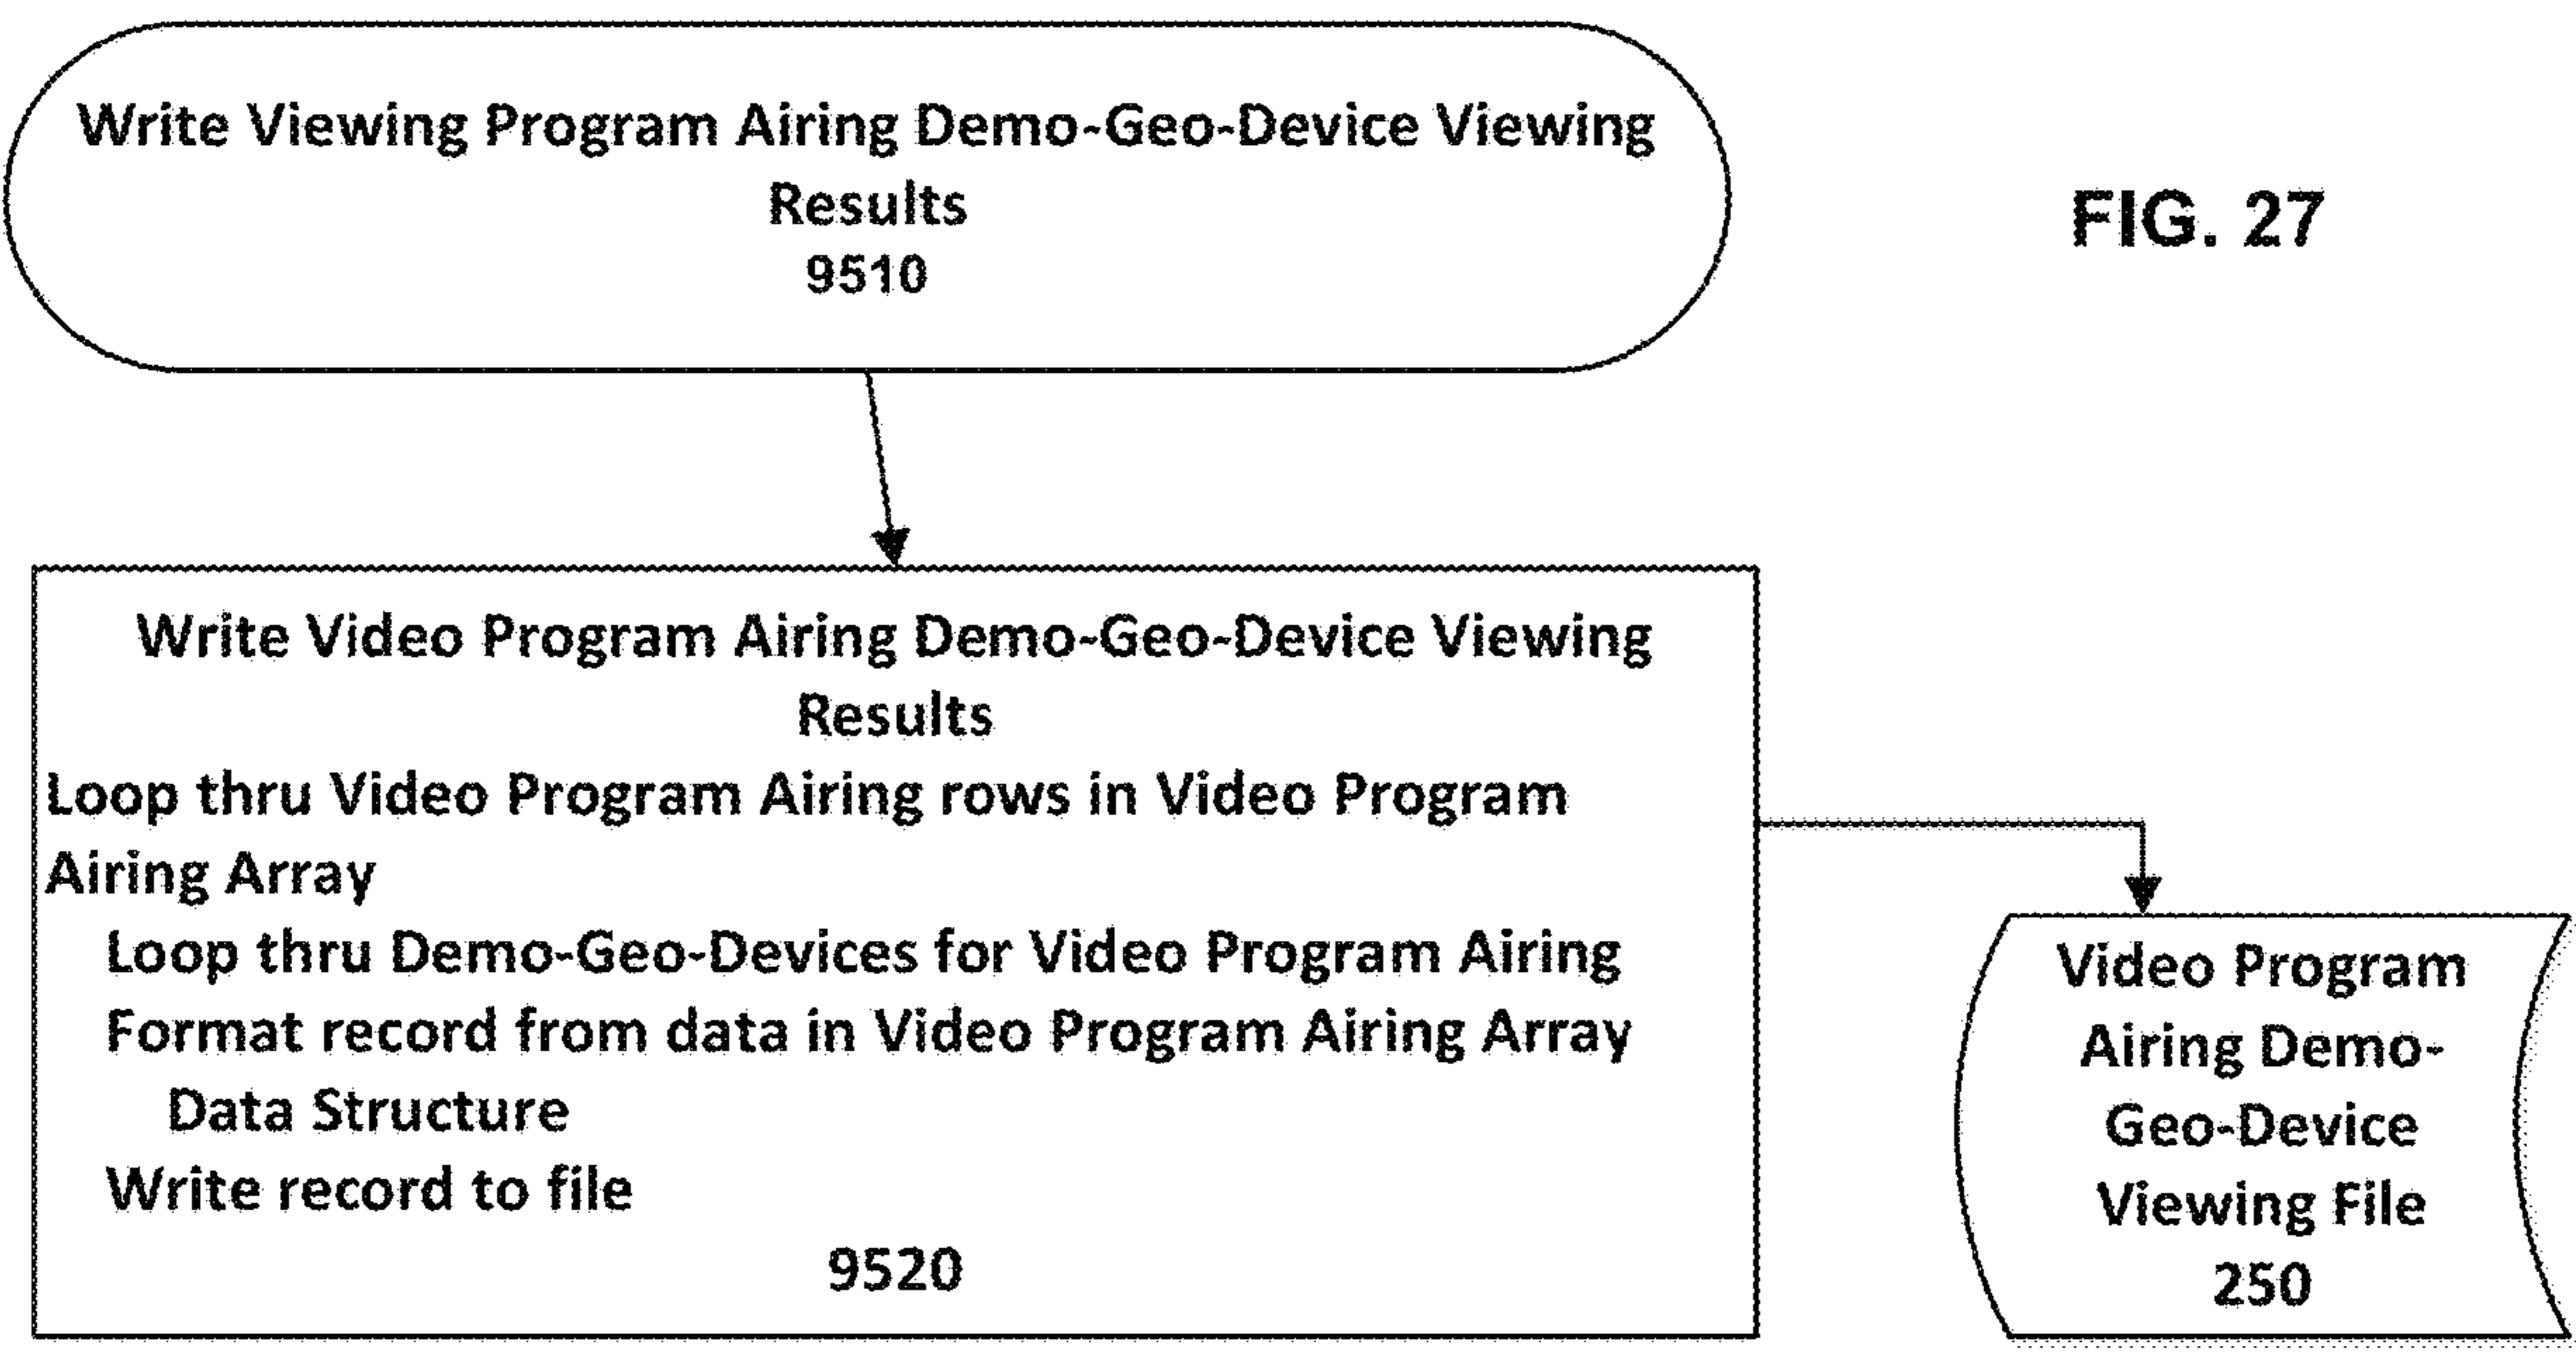 Write Viewing Program Airing Demo-Geo-Device Viewing
Results
9510
FIG. 27
Write Video Program Airing Demo-Geo-Device Viewing
Results
Loop thru Video Program Airing rows in Video Program
Airing Array
Loop thru Demo-Geo-Devices for Video Program Airing
Format record from data in Video Program Airing Array
Data Structure
Write record to file
9520
Video Program
Airing Demo-
Geo-Device
Viewing File
250